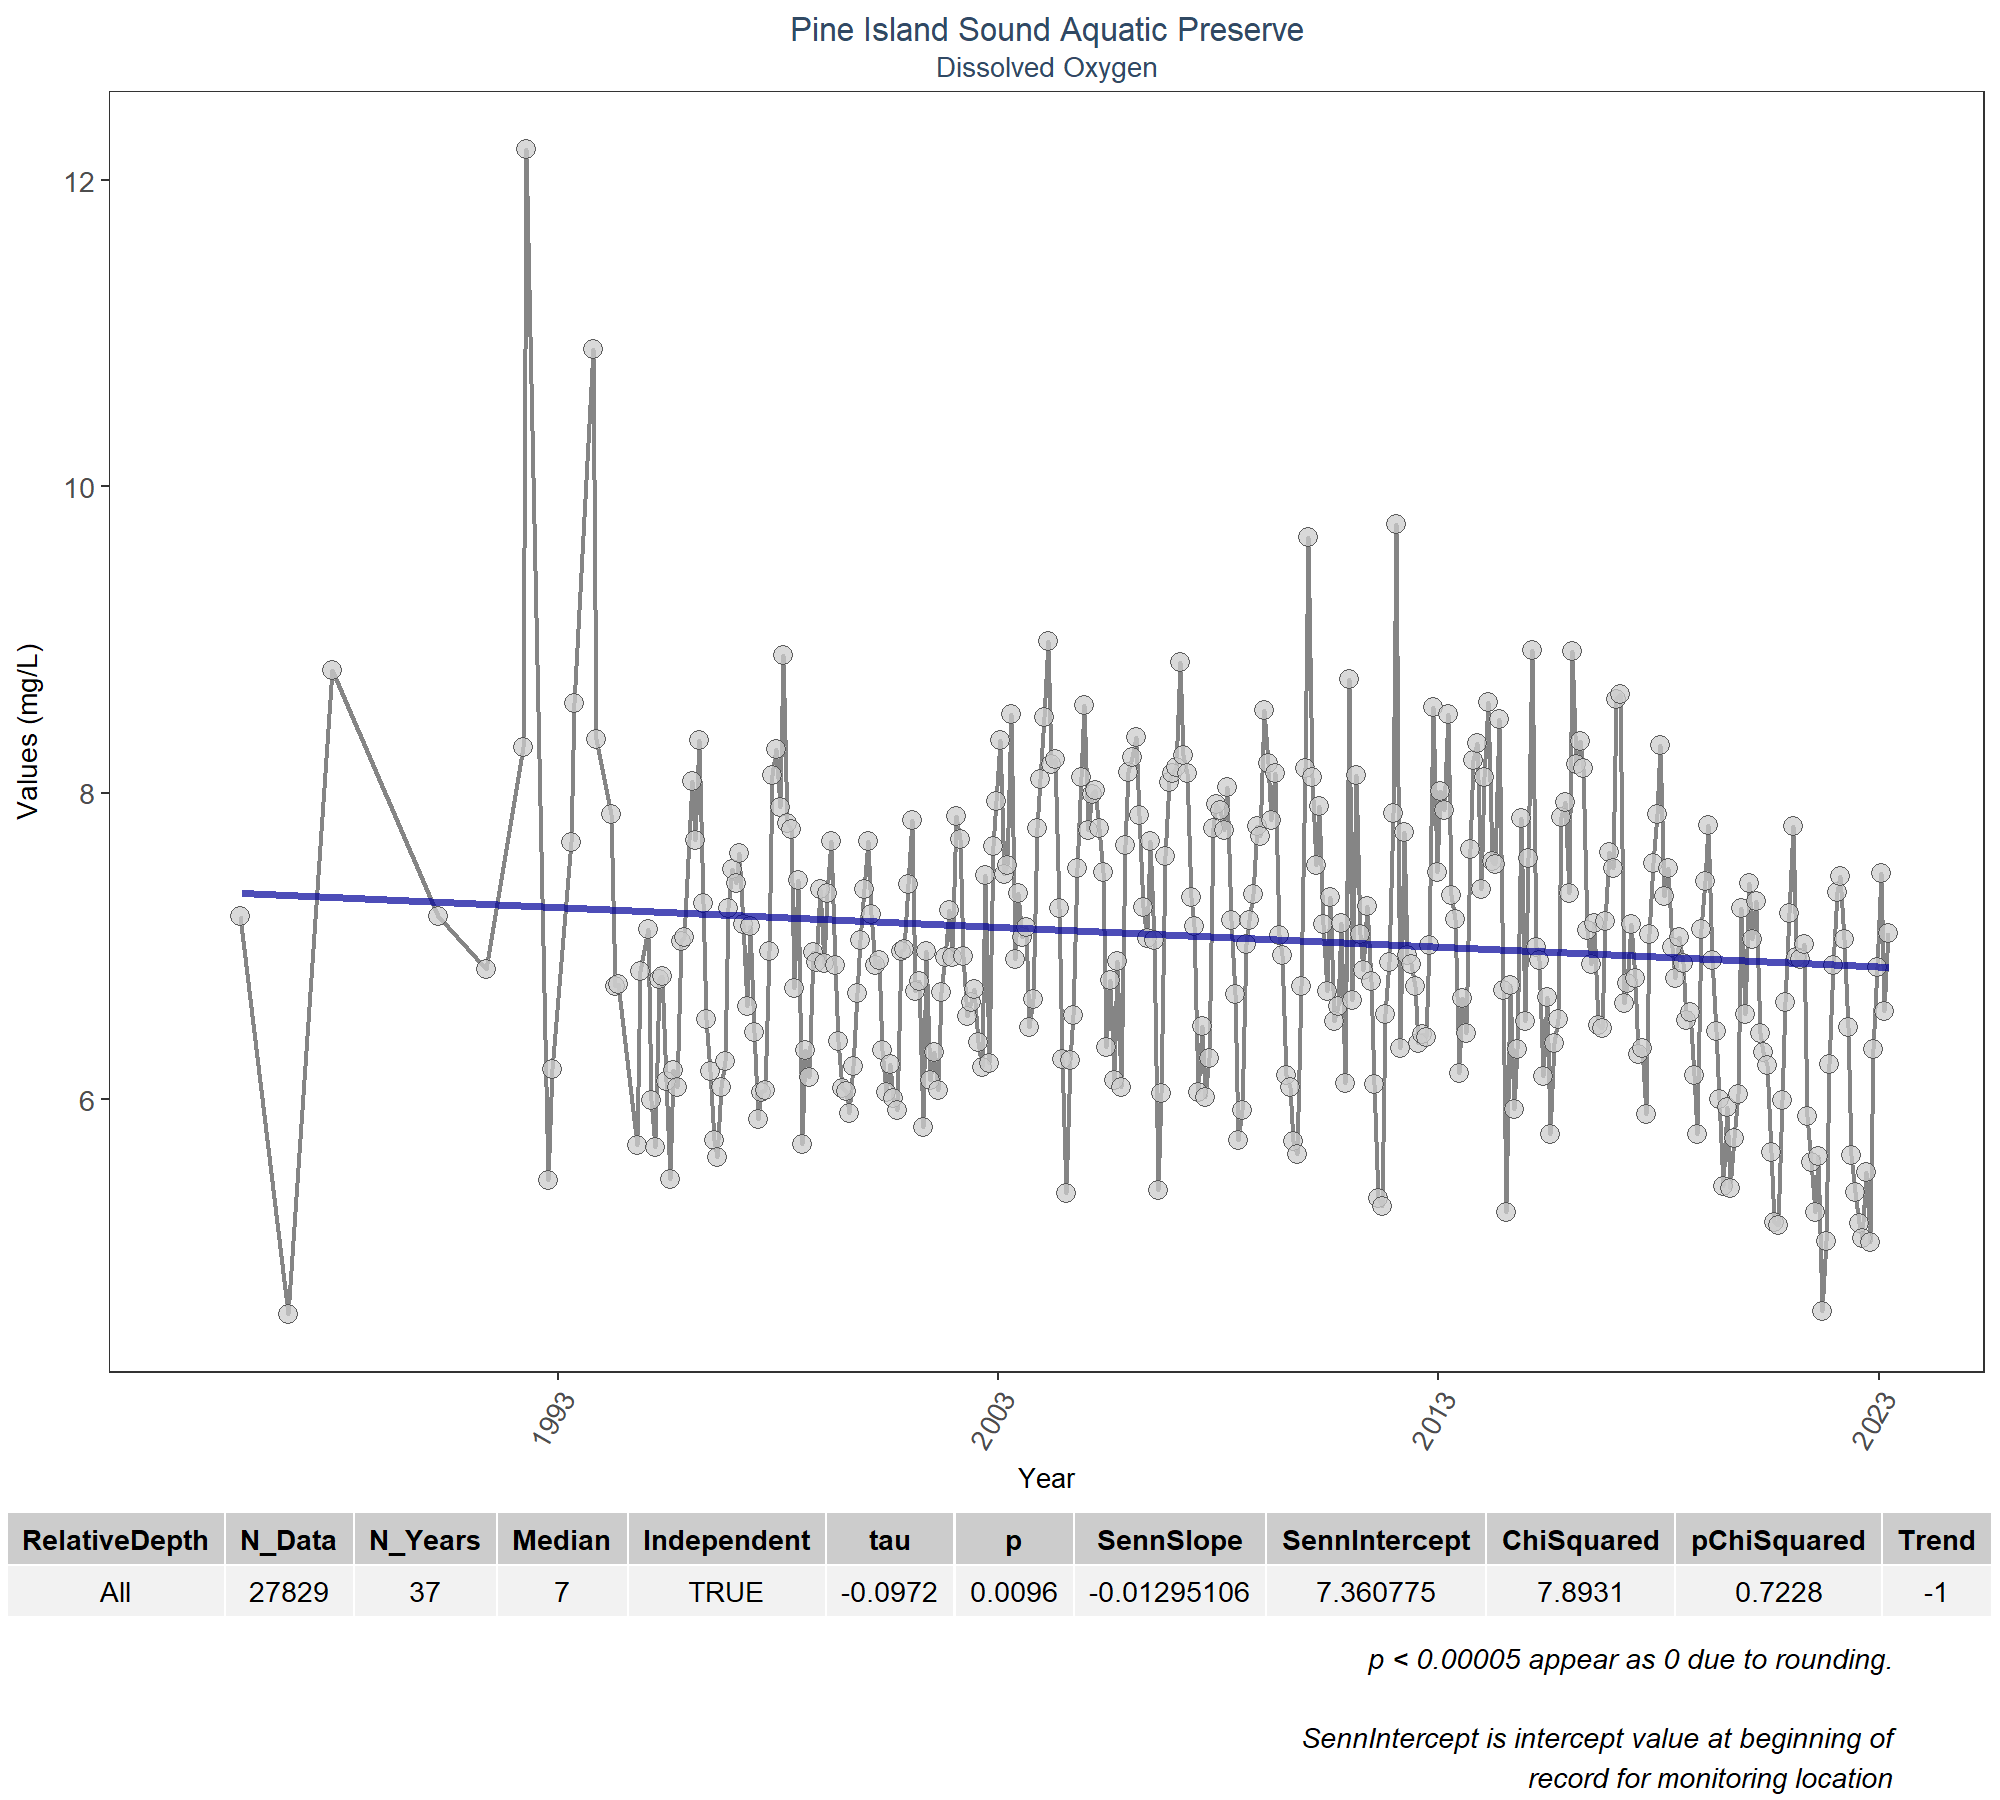 Pine Island Sound Aquatic Preserve
Dissolved Oxygen
12
10
8
6
Values (mg/L)
1993
2003
2013
2023
Year
RelativeDepth N_Data N_Years Median Independent tau p SennSlope SennIntercept ChiSquared pChiSquared Trend
All 27829 37 7 TRUE -0.0972 0.0096 -0.01295106 7.360775 7.8931 0.7228 -1
p < 0.00005 appear as 0 due to rounding.
SennIntercept is intercept value at beginning of
record for monitoring location